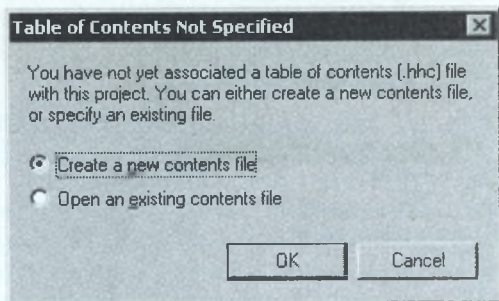 Table of Contents Not Specified
You have not yet associated a table of contents (.hhc) file
with this project. You can either create a new contents file,
or specify an existing file.
Create a new contents file
Open an existing contents file
OK
Cancel